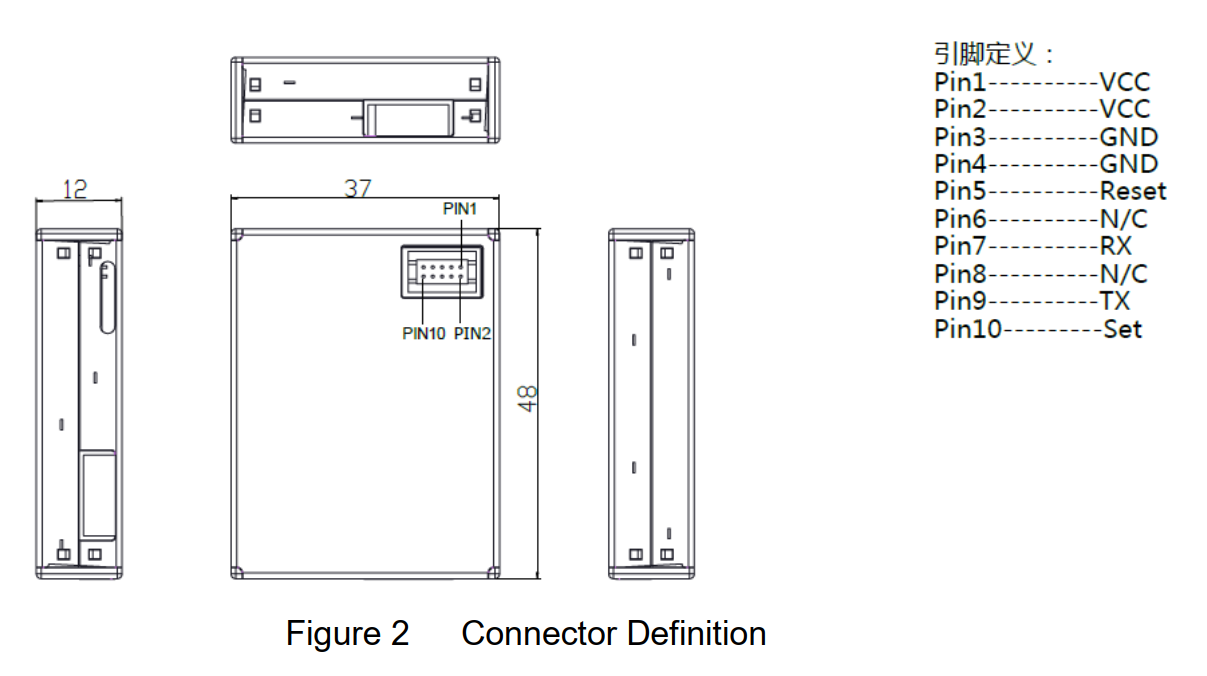 引脚定义：
Pin1----------VCC
Pin2----------VCC
Pin3----------GND
Pin4----------GND
Pin5----------Reset
Pin6----------N/C
Pin7----------RX
Pin8----------N/C
Pin9----------TX
Pin10---------Set
12
37
PIN1
PIN10 PIN2
48
Figure 2 Connector Definition